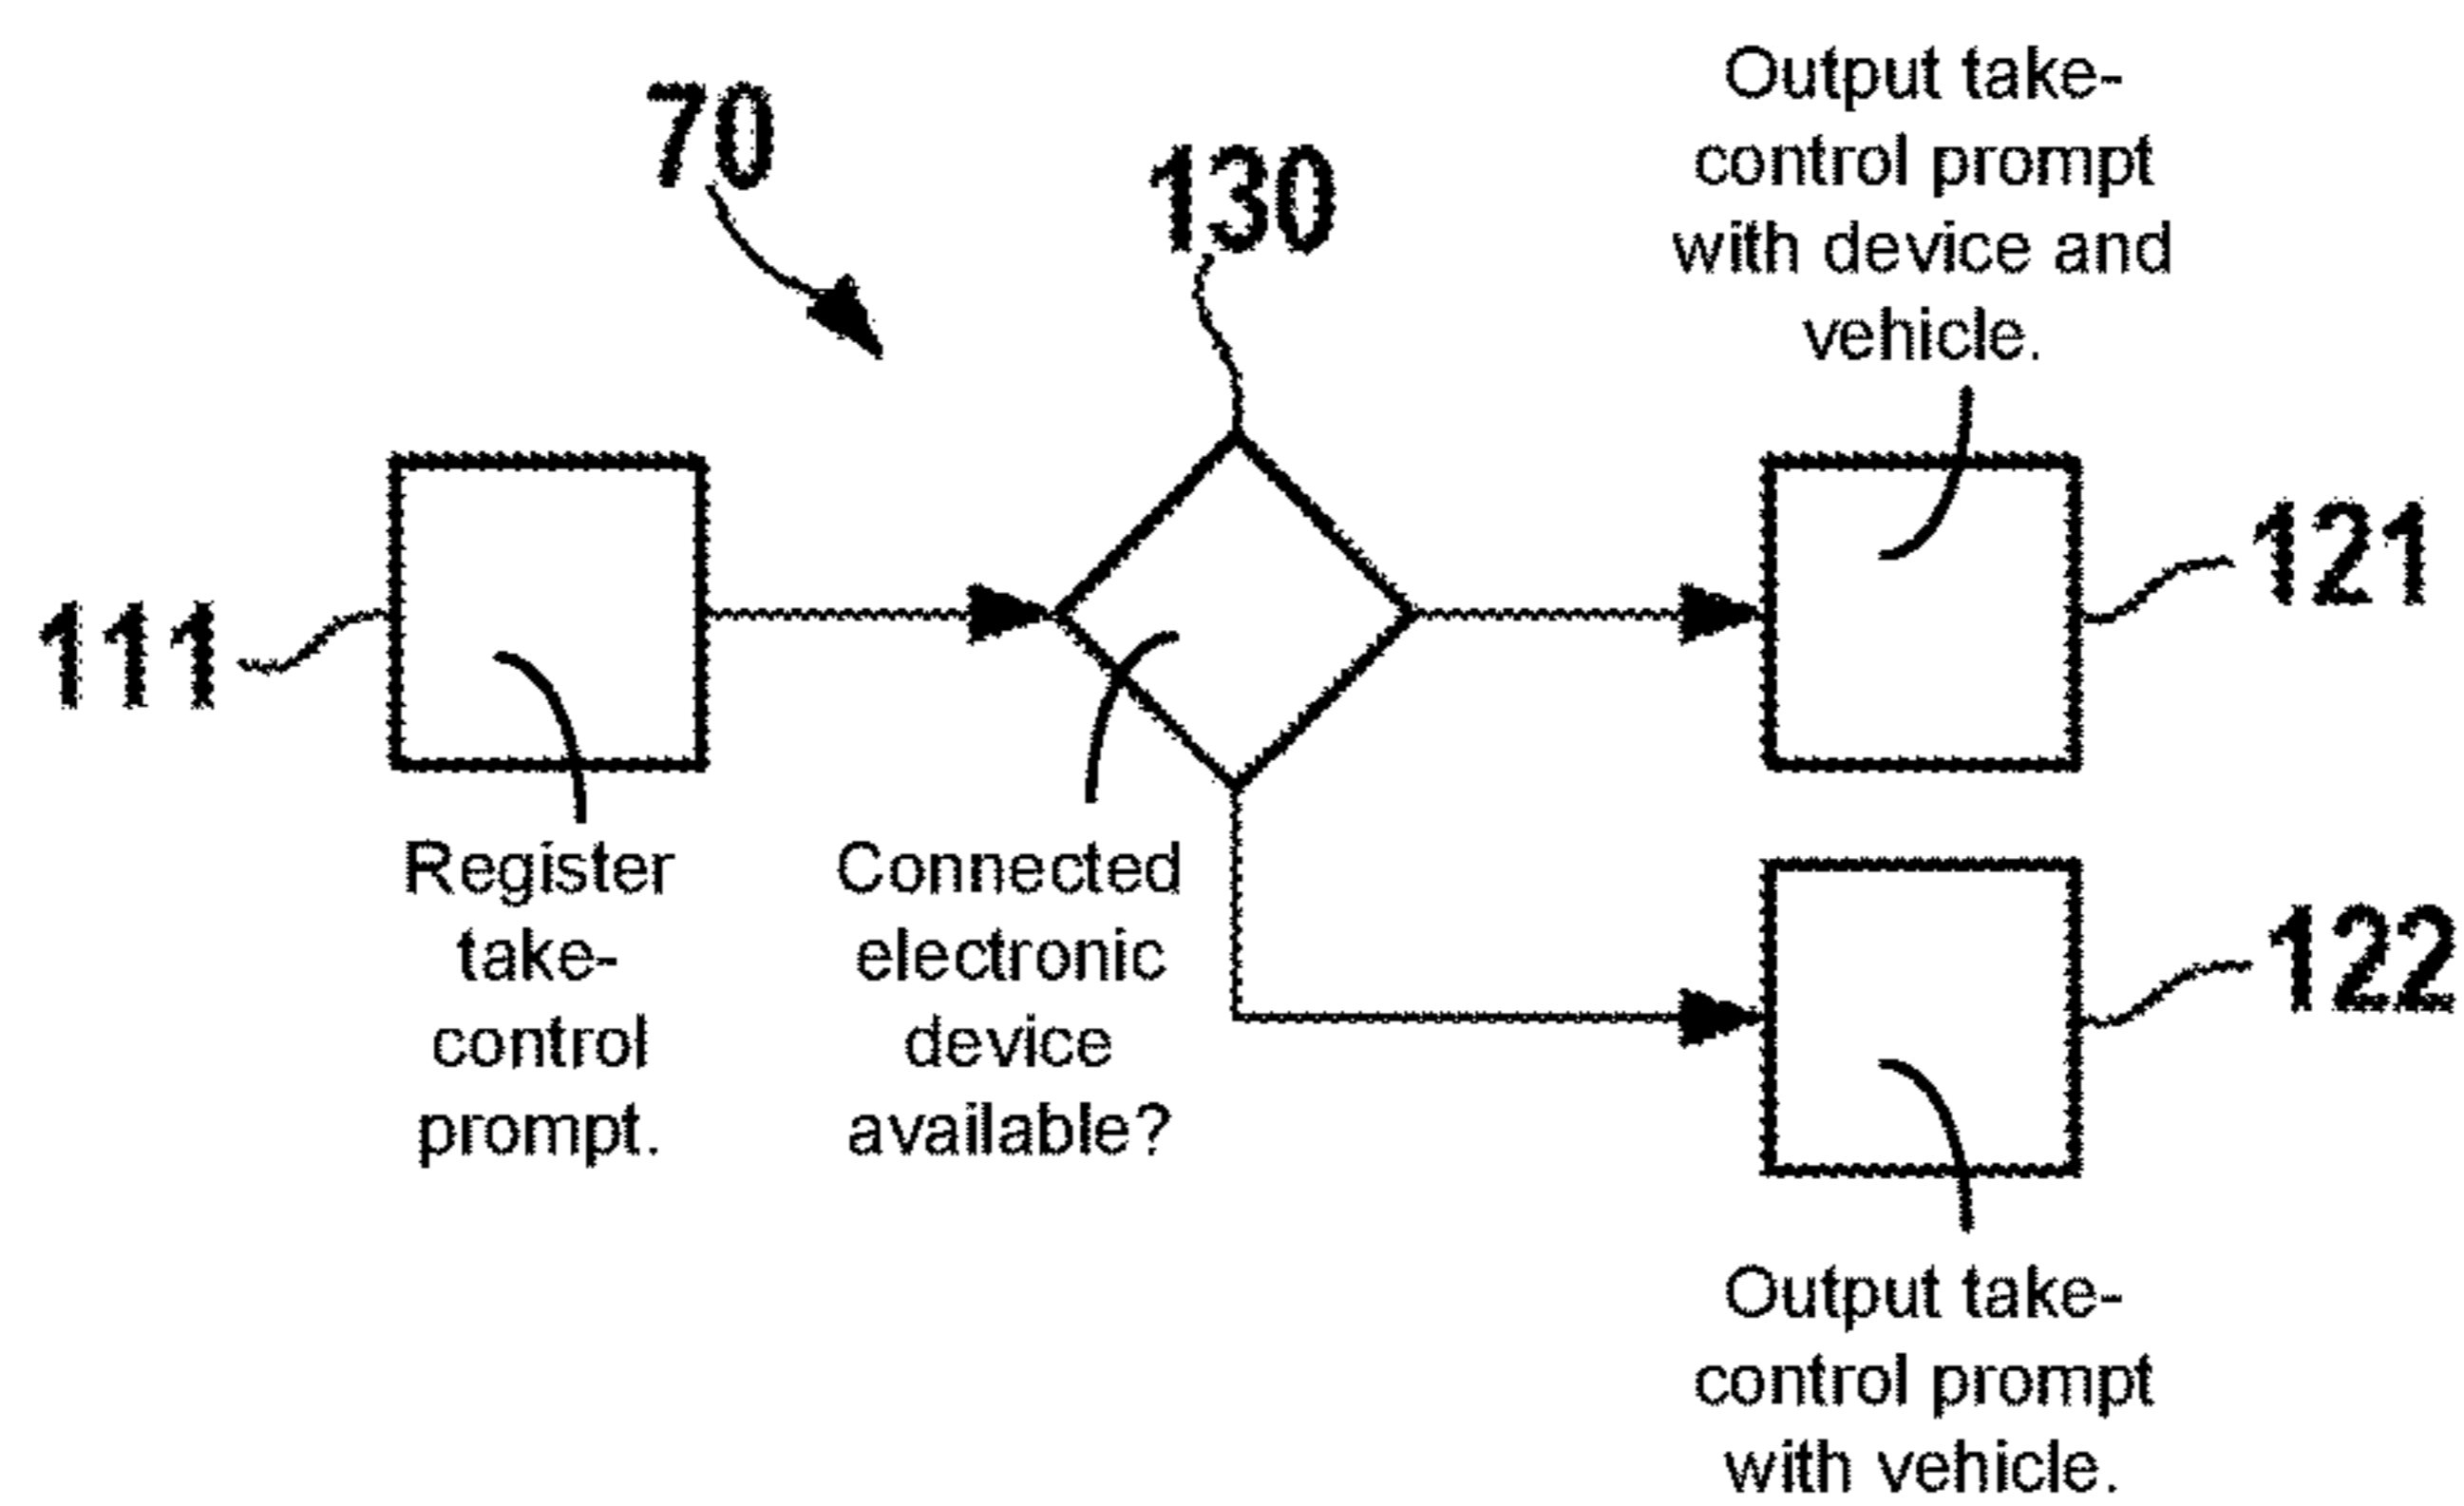 70
130
Output take-
control prompt
with device and
vehicle.
111
121
Register
take-
control
prompt.
Connected
electronic
device
available?
122
Output take-
control prompt
with vehicle.